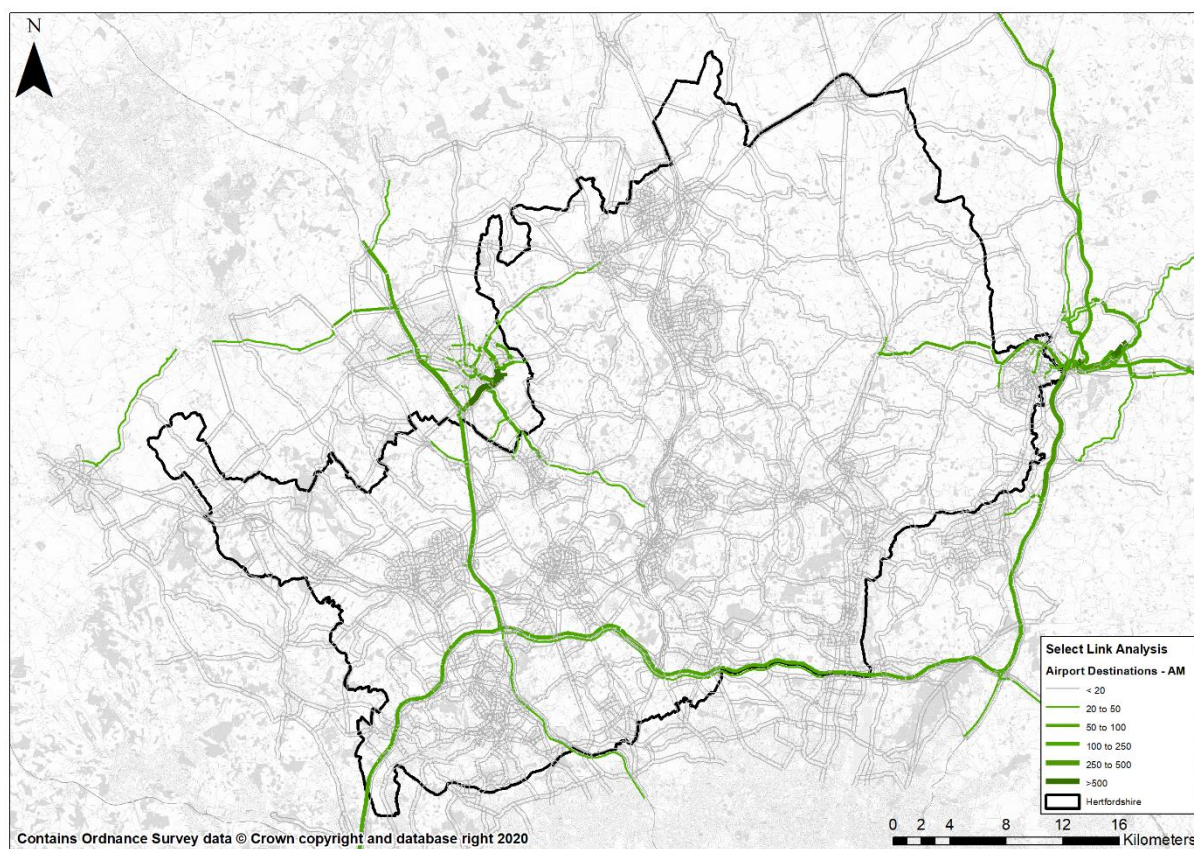 N
Select Link Analysis
Airport Destinations - AM
< 20
20 to 50
50 to 100
100 to 250
250 to 500
>500
Hertfordshire
Contains Ordnance Survey data © Crown copyright and database right 2020
0 2 4 8 12 16
Kilometers